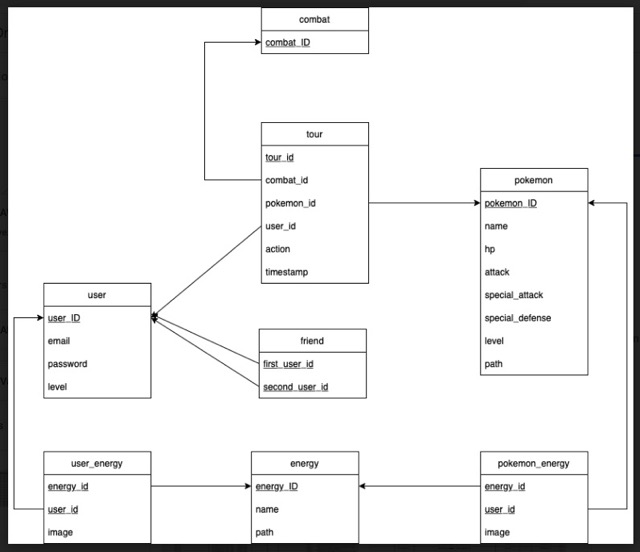 combat
combat_ID
tour
tour_id
combat_id
pokemon_id
user_id
action
timestamp
pokemon
pokemon_ID
name
hp
attack
special_attack
special_defense
level
path
user
user_ID
email
password
level
friend
first_user_id
second_user_id
user_energy
energy_id
user_id
image
energy
energy_ID
name
path
pokemon_energy
energy_id
user_id
image